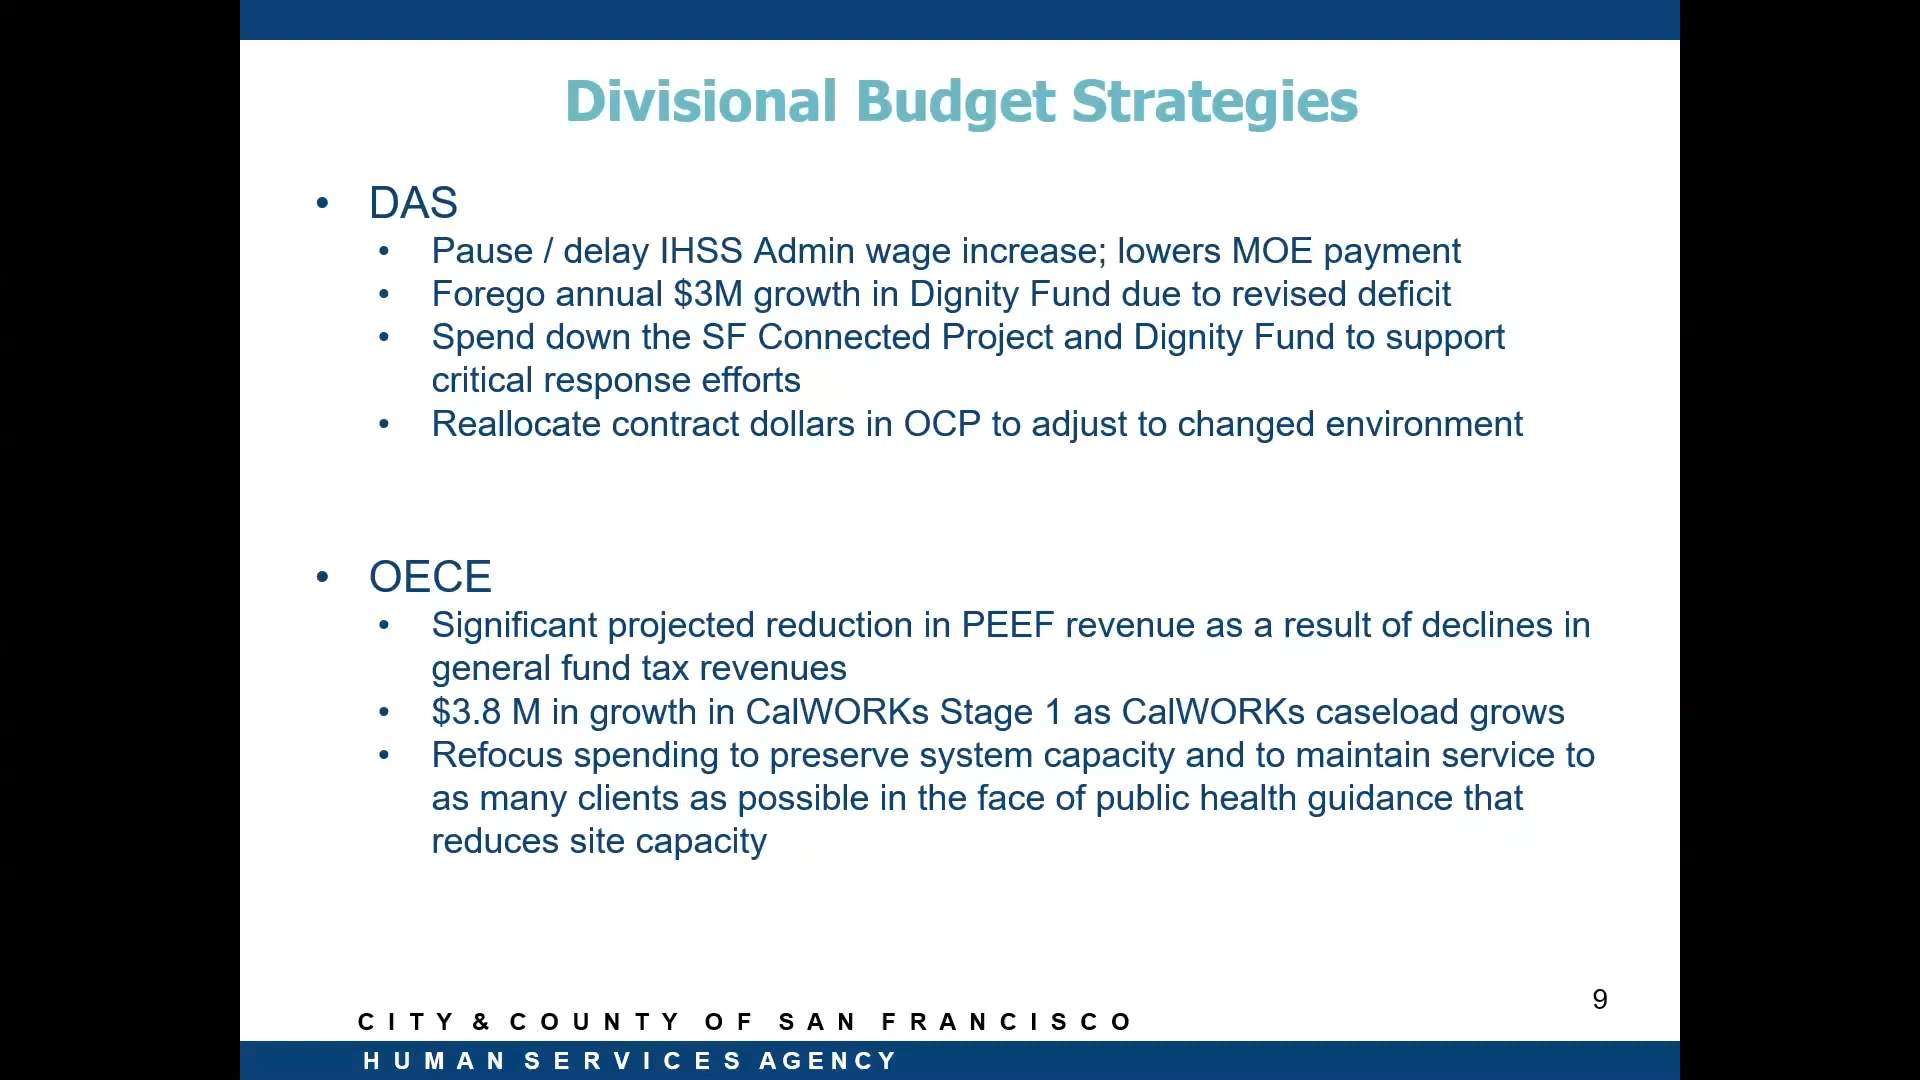 Divisional Budget Strategies
• DAS
• Pause / delay IHSS Admin wage increase; lowers MOE payment
• Forego annual $3M growth in Dignity Fund due to revised deficit
• Spend down the SF Connected Project and Dignity Fund to support
critical response efforts
• Reallocate contract dollars in OCP to adjust to changed environment
• OECE
• Significant projected reduction in PEEF revenue as a result of declines in
general fund tax revenues
• $3.8 M in growth in CalWORKs Stage 1 as CalWORKs caseload grows
• Refocus spending to preserve system capacity and to maintain service to
as many clients as possible in the face of public health guidance that
reduces site capacity
9
CITY & COUNTY OF SAN FRANCISCO
HUMAN SERVICES AGENCY